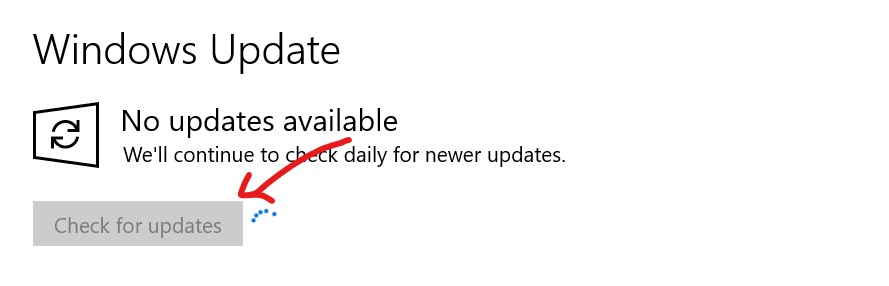 Windows Update
No updates available
We'll continue to check daily for newer updates.
Check for updates